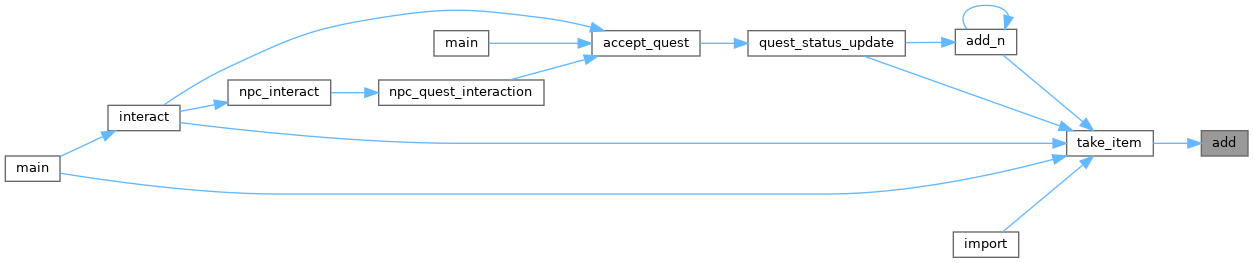 main
accept_quest
quest_status_update
add_n
npc_interact
npc_quest_interaction
interact
take_item
add
main
import